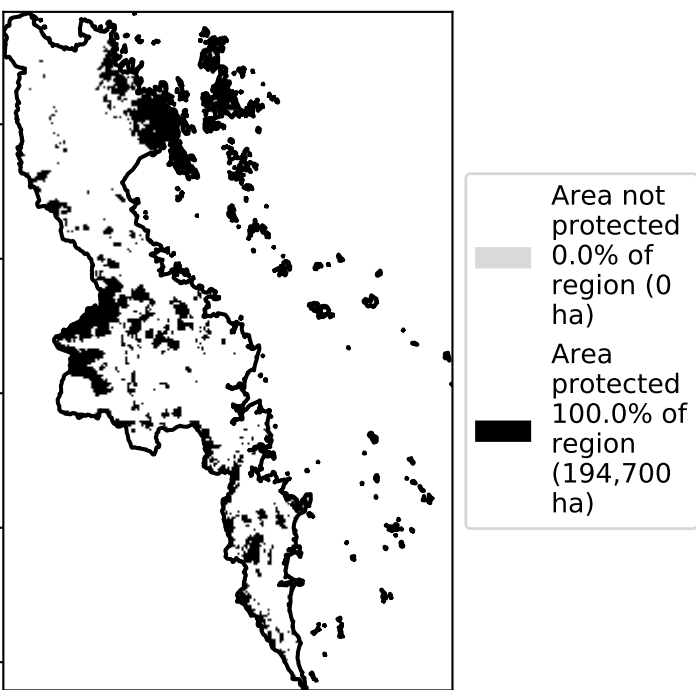 Area not
protected
0.0% of
region (0
ha)
Area
protected
100.0% of
region
(194,700
ha)